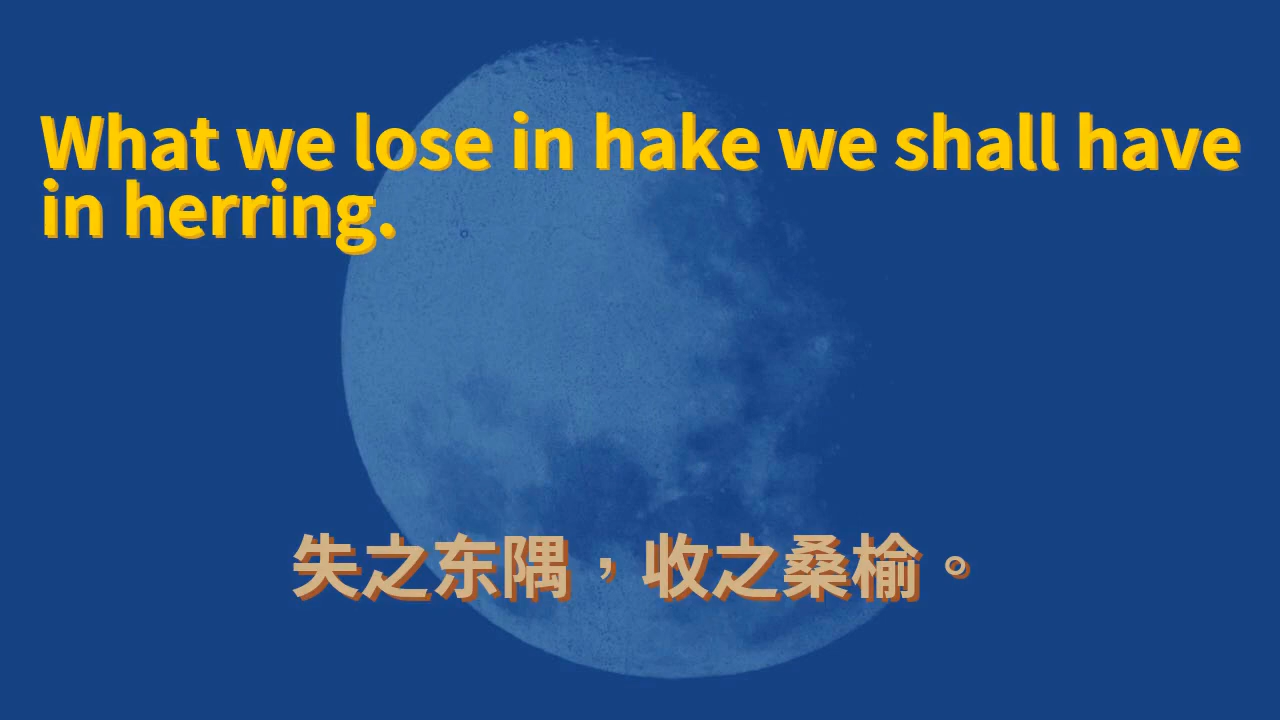 What we lose in hake we shall have
in herring.
失之东隅，收之桑榆。